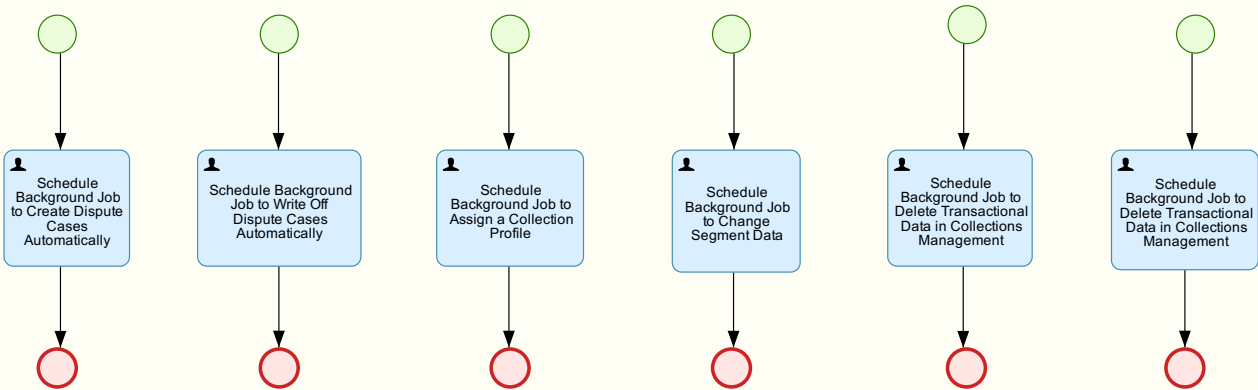 Schedule
Background Job
to Create Dispute
Cases
Automatically
Schedule Background
Job to Write Off
Dispute Cases
Automatically
Schedule
Background Job to
Assign a Collection
Profile
Schedule
Background Job
to Change
Segment Data
Schedule
Background Job to
Delete Transactional
Data in Collections
Management
Schedule
Background Job to
Delete Transactional
Data in Collections
Management